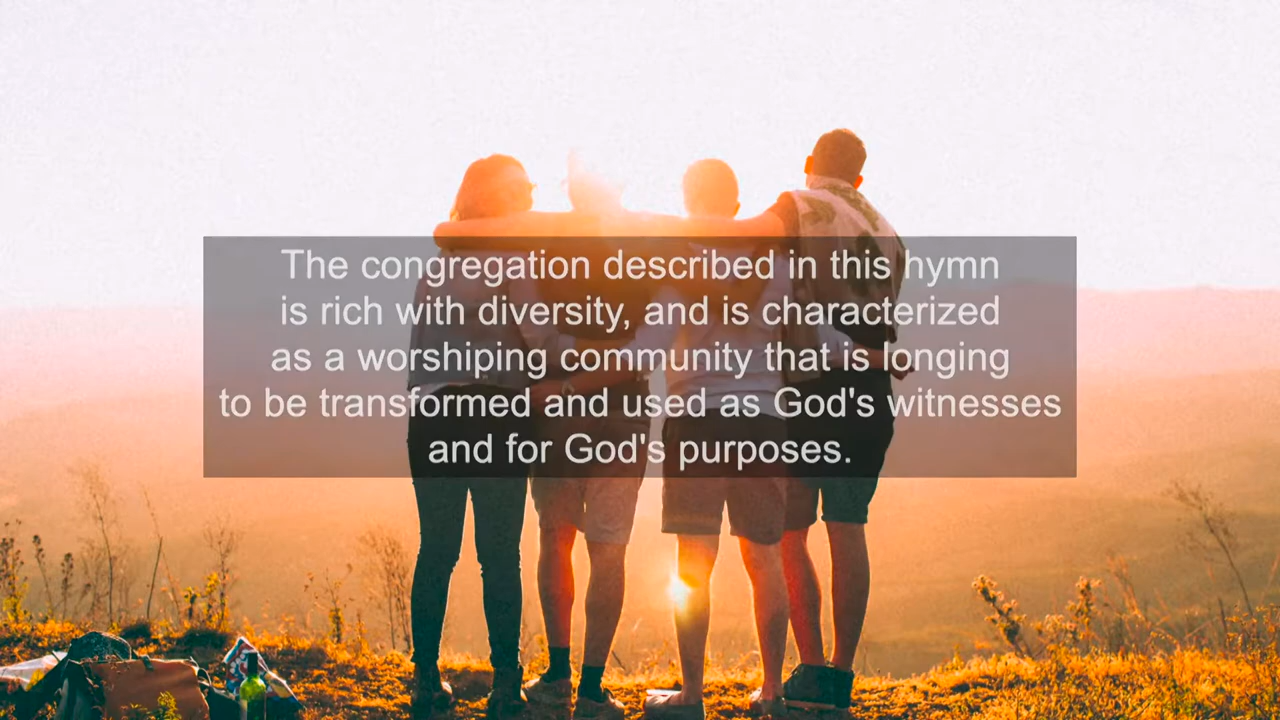 The congregation described in this hymn
is rich with diversity, and is characterized
as a worshiping community that is longing
to be transformed and used as God's witnesses
and for God's purposes.